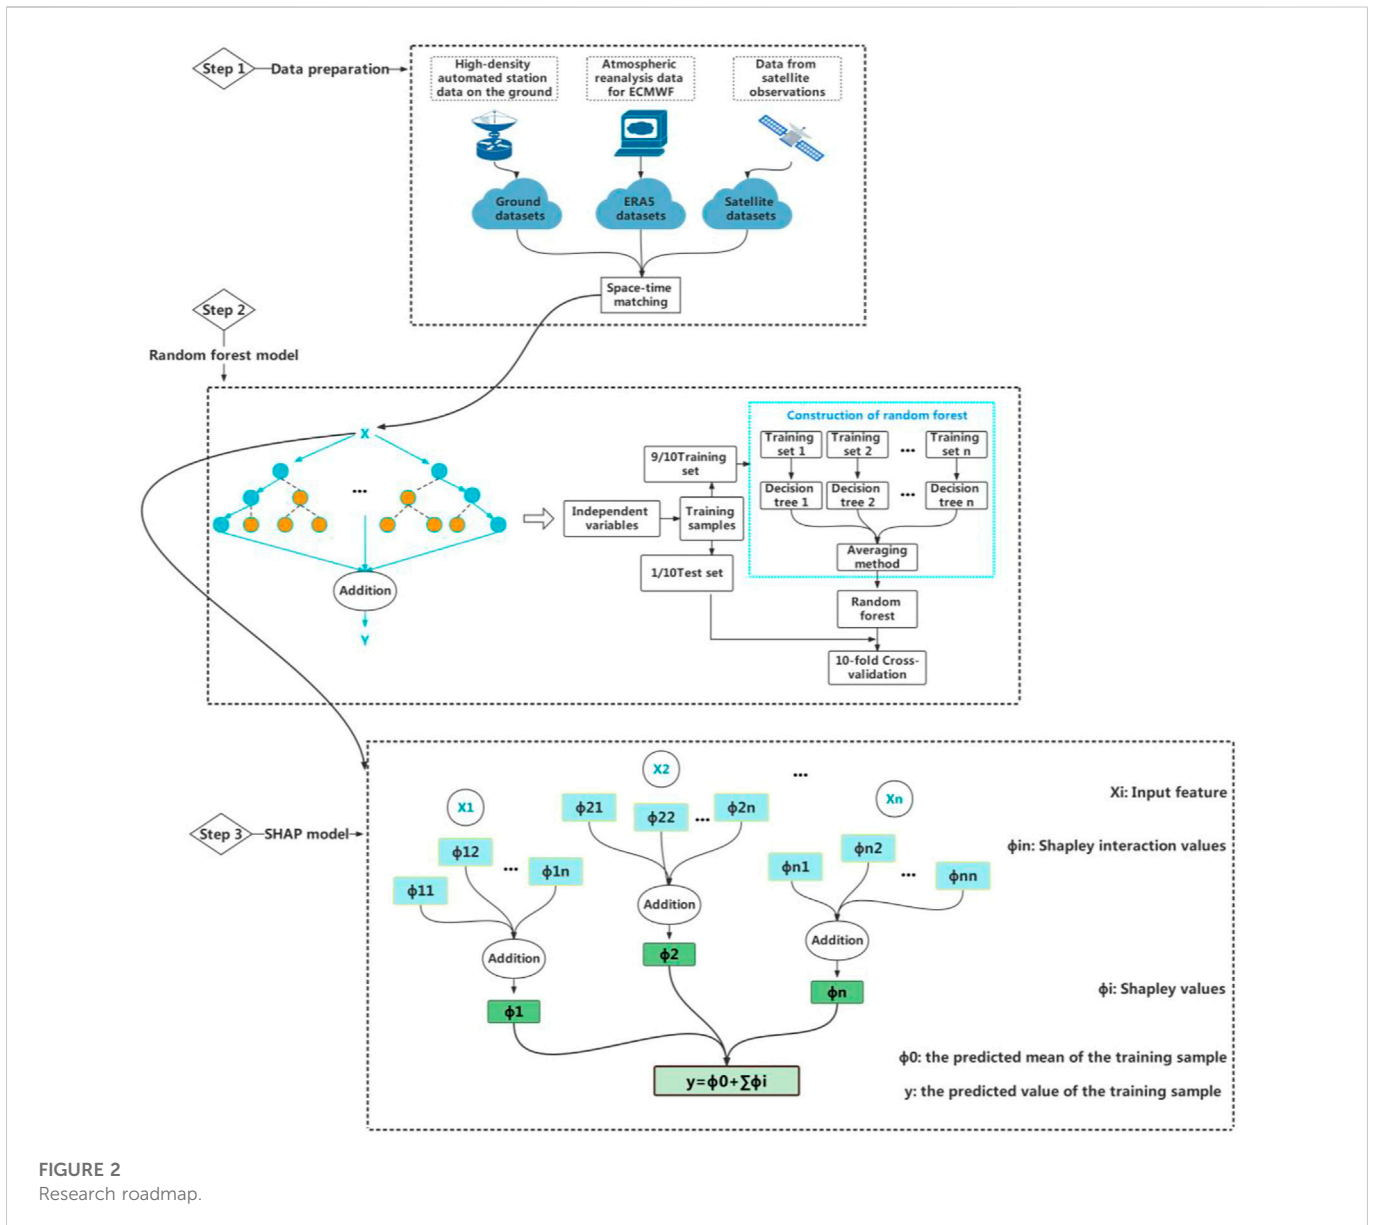 Step 1
Data preparation
High-density
automated station
data on the ground
Atmospheric
reanalysis data
for ECMWF
Data from
satellite
observations
Ground
datasets
ERA5
datasets
Satellite
datasets
Space-time
matching
Step 2
Random forest model
X
...
Addition
Y
Independent
variables
9/10Training
set
Training
samples
1/10Test set
Construction of random forest
Training
set 1
Training
set 2
...
Training
set n
Decision
tree 1
Decision
tree 2
...
Decision
tree n
Averaging
method
Random
forest
10-fold Cross-
validation
Step 3
SHAP model
X1
ϕ11
ϕ12
...
ϕ1n
Addition
ϕ1
X2
ϕ21
ϕ22
...
ϕ2n
Addition
ϕ2
...
Xn
ϕn1
ϕn2
...
ϕnn
Addition
ϕn
y=ϕ0+∑ϕi
Xi: Input feature
ϕin: Shapley interaction values
ϕi: Shapley values
ϕ0: the predicted mean of the training sample
y: the predicted value of the training sample
FIGURE 2
Research roadmap.